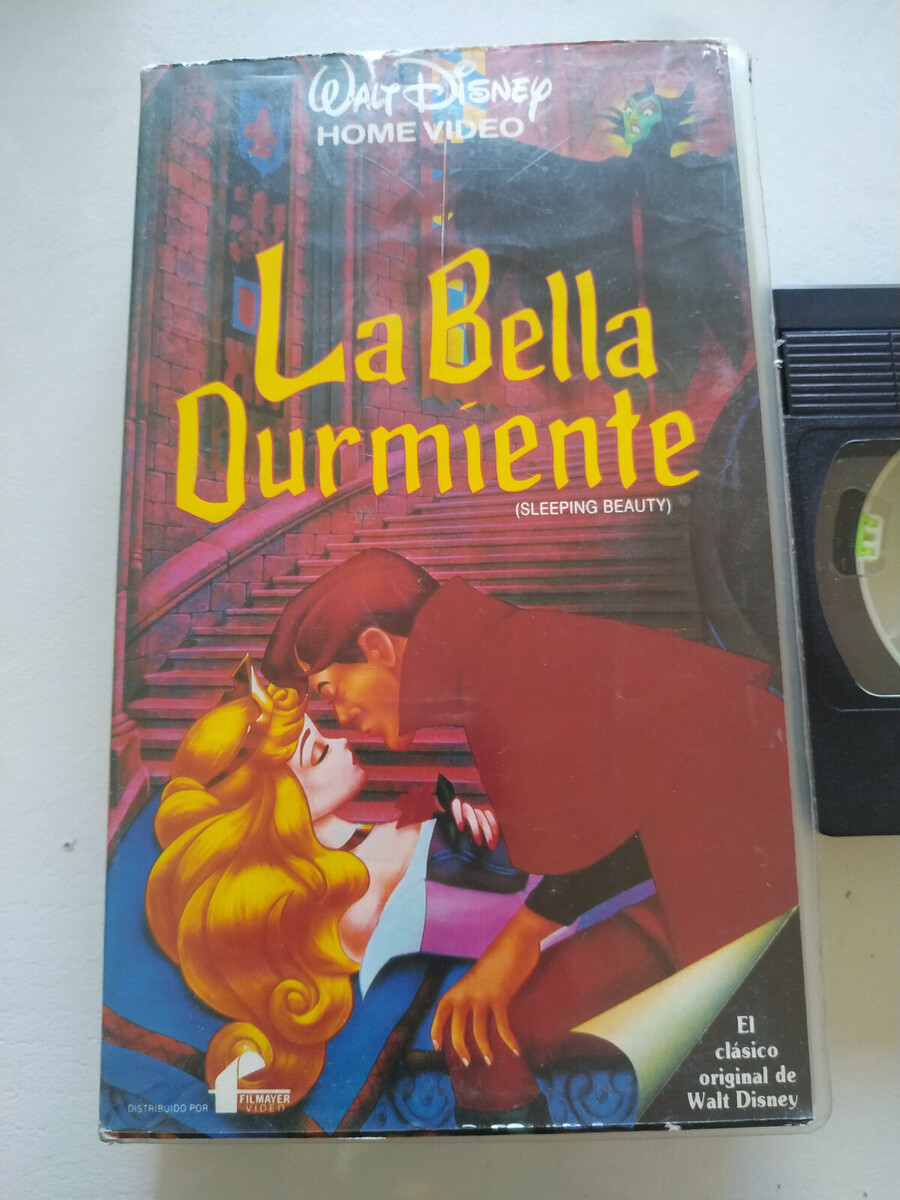 WALT DISNEY
HOME VIDEO
La Bella
Durmiente
(SLEEPING BEAUTY)
El
clásico
original de
Walt Disney
DISTRIBUIDO POR
FILMAYER
VIDEO